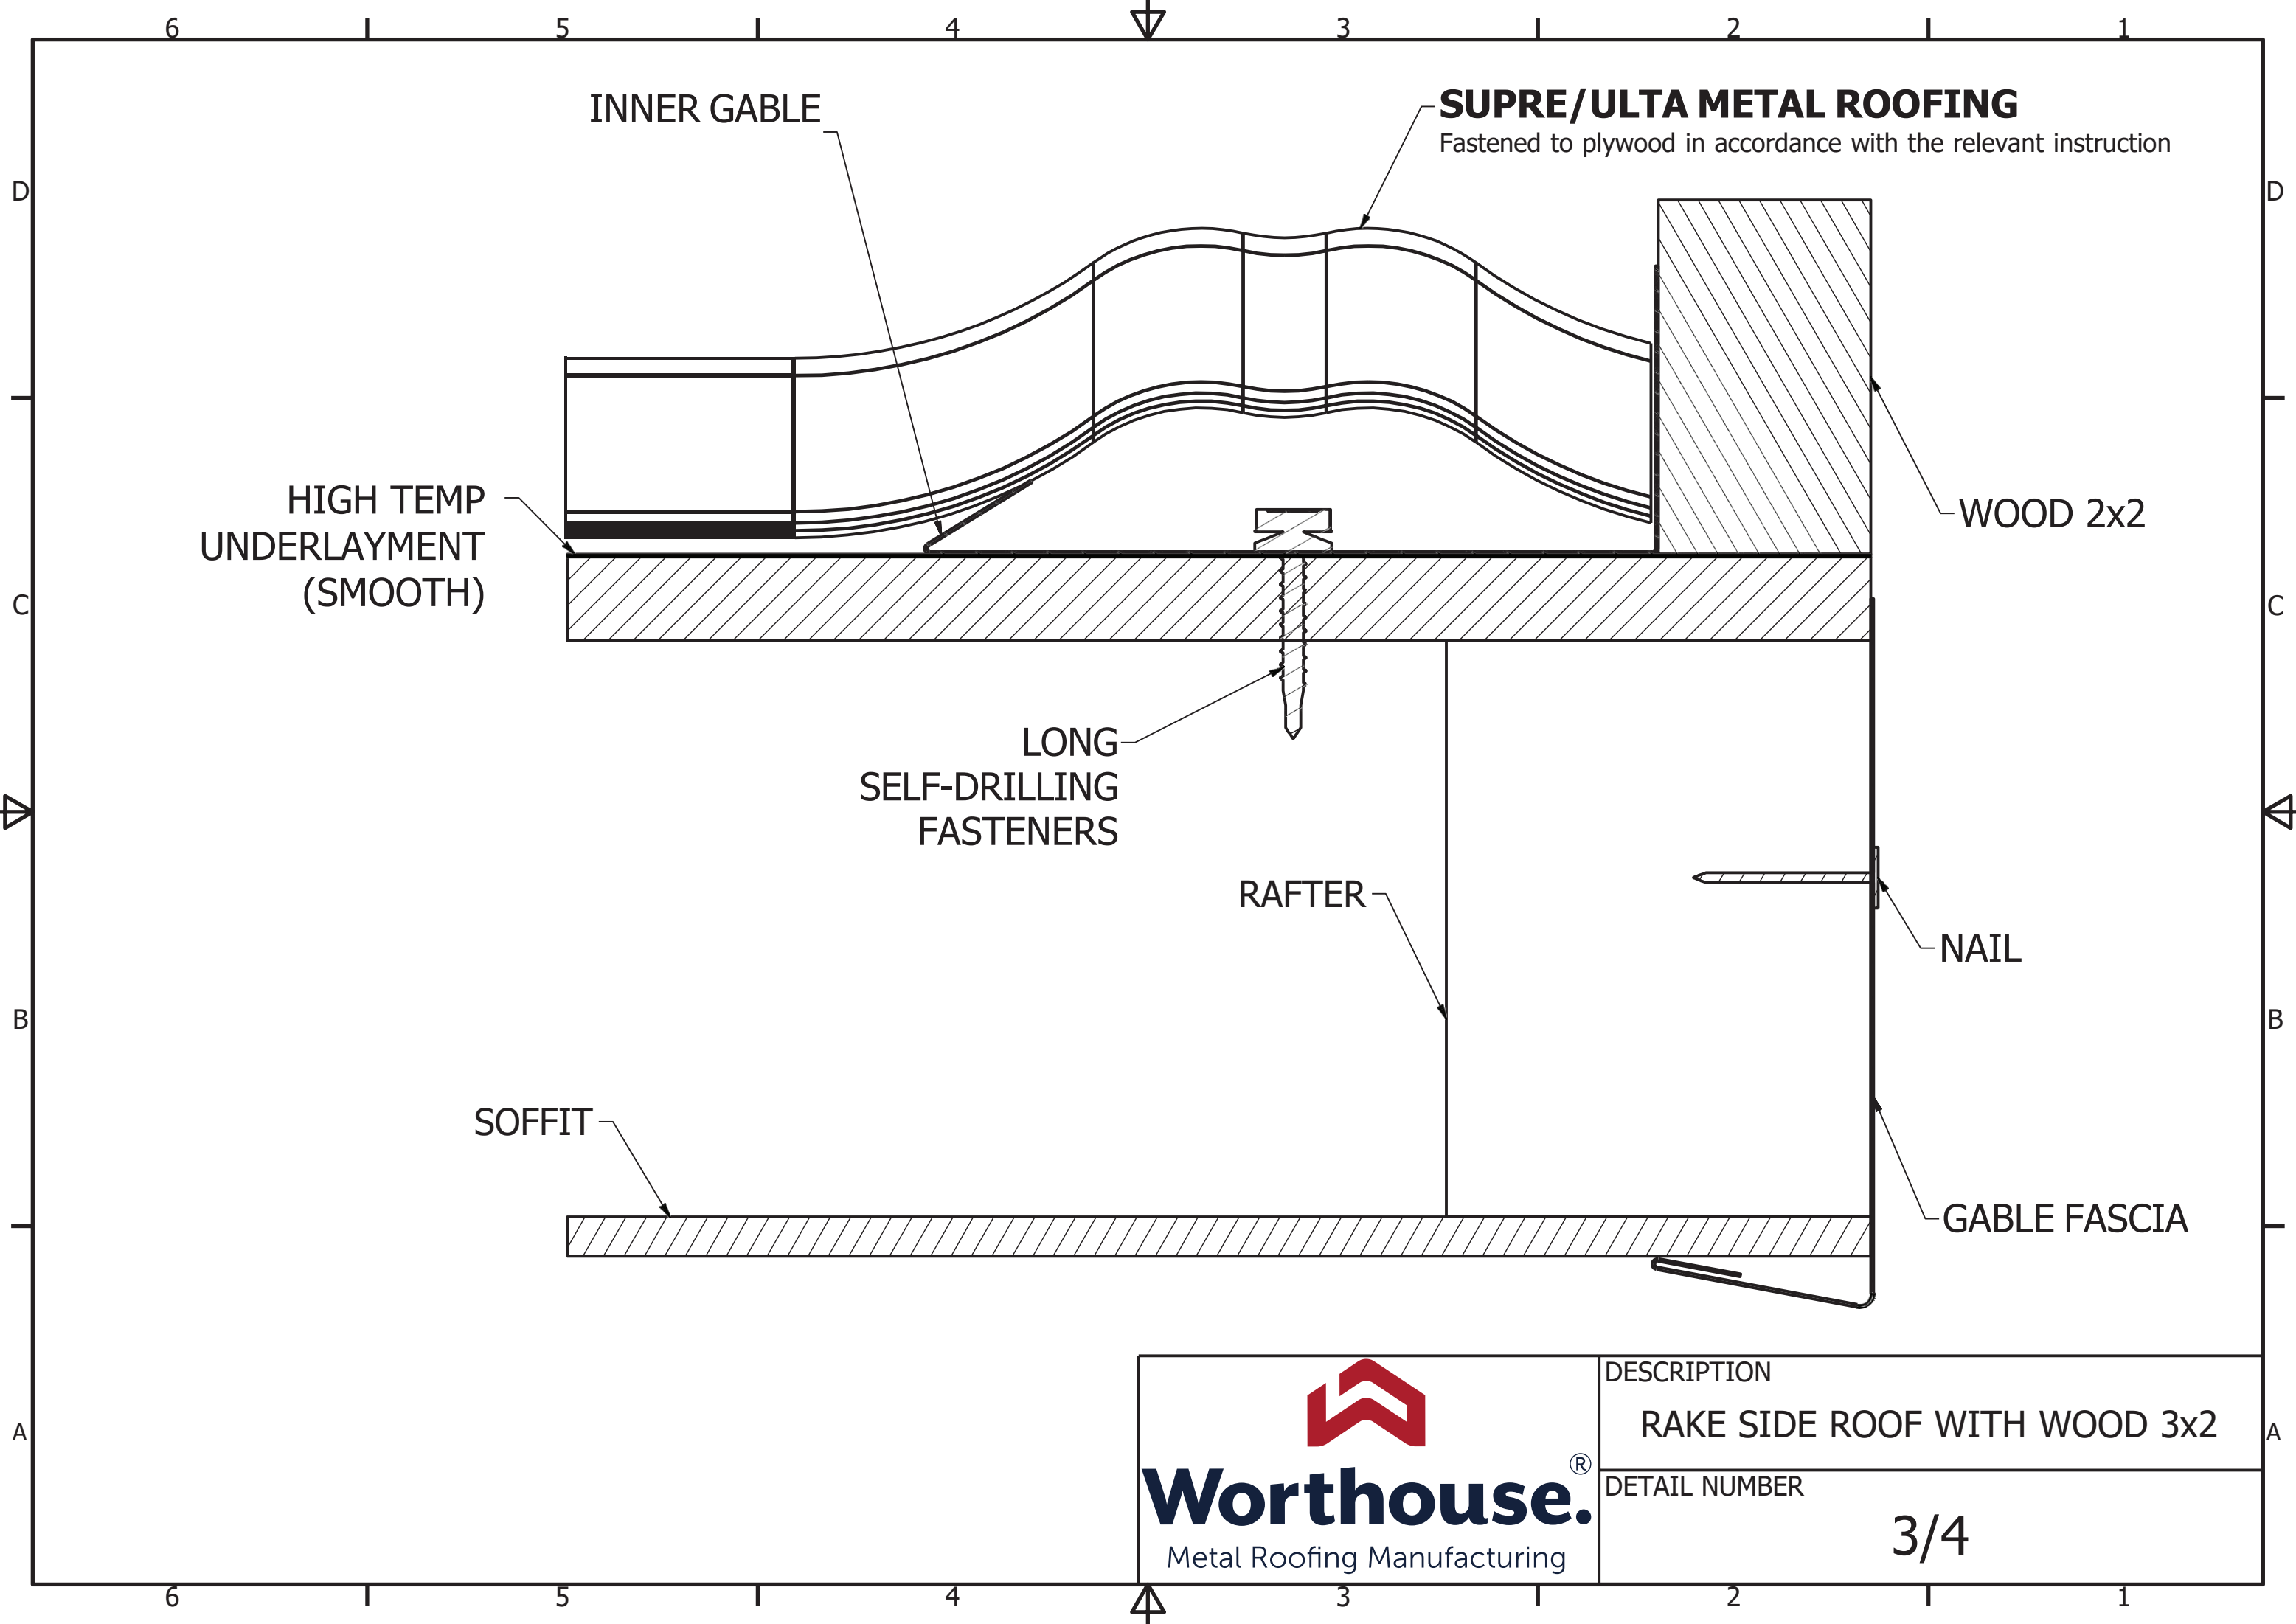 6 5 4 3 2 1
INNER GABLE
SUPRE/ULTA METAL ROOFING
Fastened to plywood in accordance with the relevant instruction
D D
HIGH TEMP
UNDERLAYMENT
(SMOOTH)
WOOD 2x2
C C
LONG
SELF-DRILLING
FASTENERS
RAFTER
NAIL
B B
SOFFIT
GABLE FASCIA
DESCRIPTION
RAKE SIDE ROOF WITH WOOD 3x2
A A
Worthouse.®
Metal Roofing Manufacturing
DETAIL NUMBER
3/4
6 5 4 3 2 1